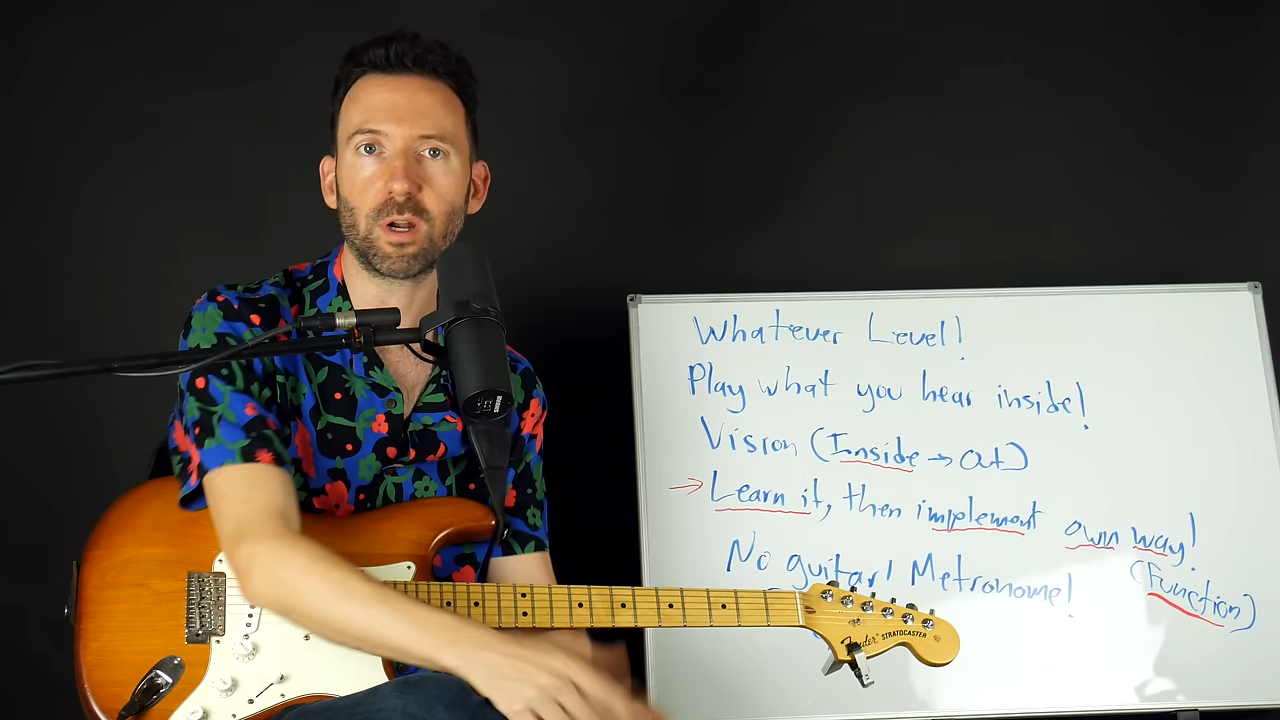 Whatever Level!
Play what you hear inside!
Vision (Inside → Out)
→ Learn it, then implement own way!
(Function)
No guitar! Metronome!
Fender STRATOCASTER